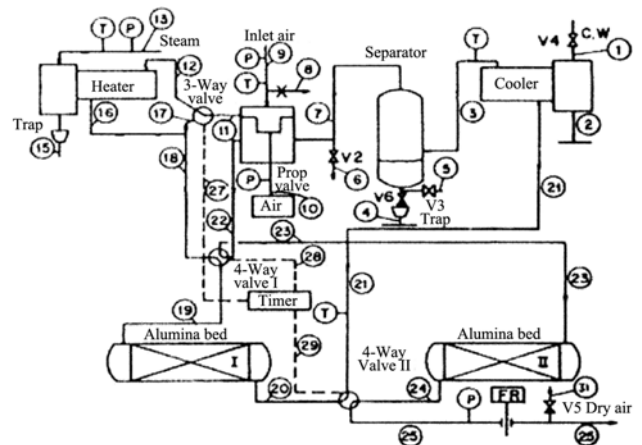 Inlet air
V4
C.W
1
T
P
13
Steam
P
9
Separator
T
T
8
Cooler
Heater
12
3-Way
valve
7
3
2
Trap
16
17
11
15
V2
6
5
18
27
P
Prop
valve
V6
V3
Trap
4
Air
10
21
22
23
28
4-Way
valve I
21
23
Timer
19
T
Alumina bed
29
4-Way
Valve II
Alumina bed
I
II
20
24
31
P
FR
V5 Dry air
25
25